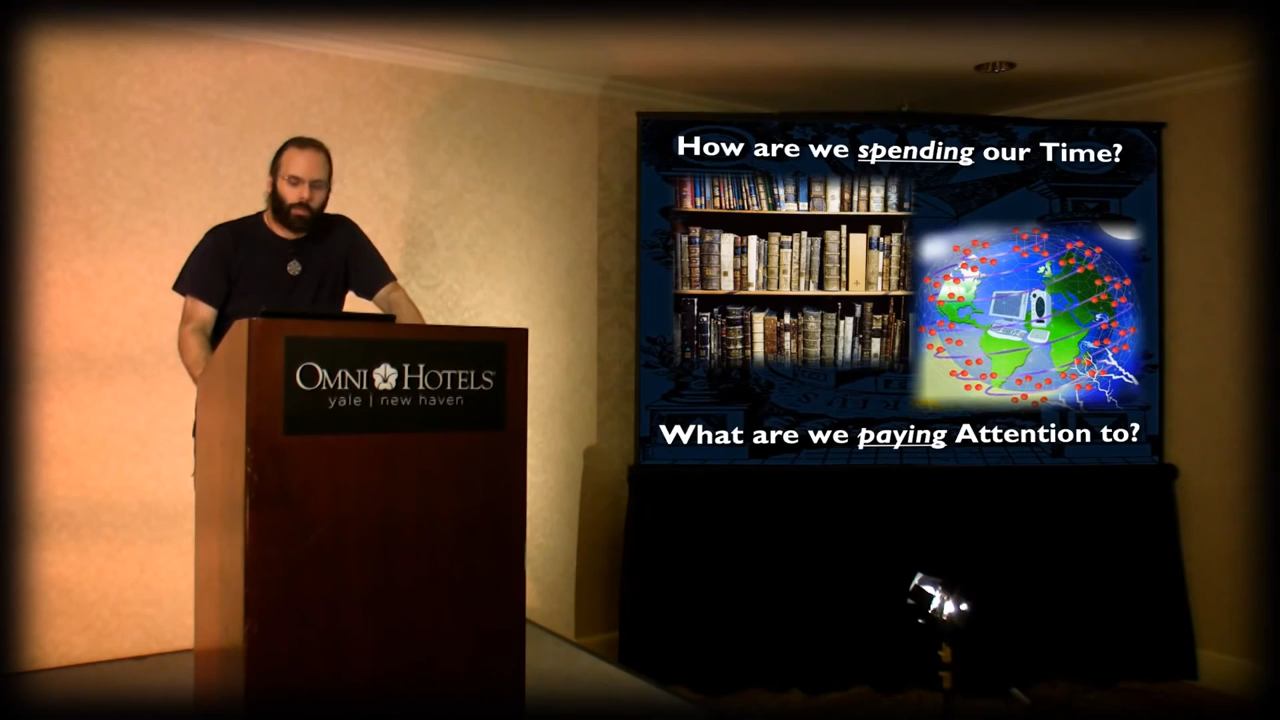 How are we spending our Time?
OMNI HOTELS
yale | new haven
What are we paying Attention to?